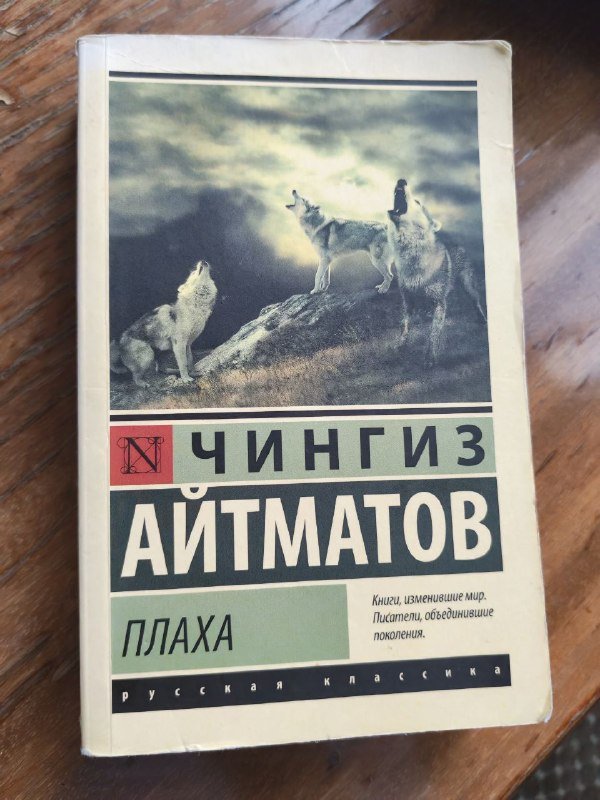 N
ЧИНГИЗ
АЙТМАТОВ
ПЛАХА
Книги, изменившие мир.
Писатели, объединившие
поколения.
русская классика